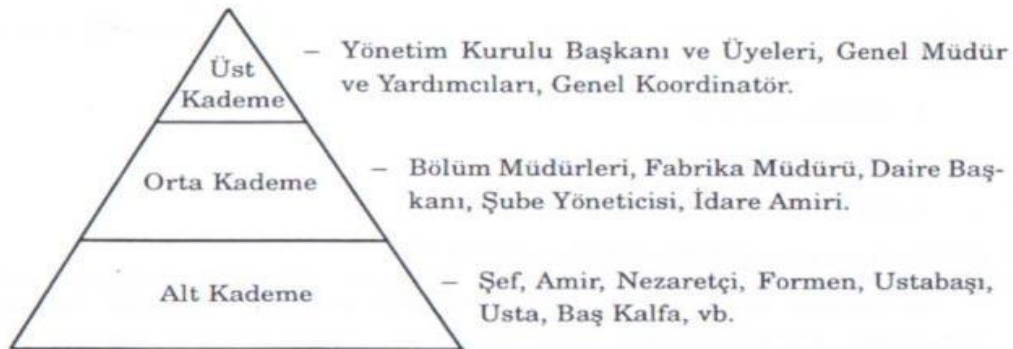 Üst
Kademe
– Yönetim Kurulu Başkanı ve Üyeleri, Genel Müdür
ve Yardımcıları, Genel Koordinatör.
Orta Kademe
– Bölüm Müdürleri, Fabrika Müdürü, Daire Baş-
kanı, Şube Yöneticisi, İdare Amiri.
Alt Kademe
– Şef, Amir, Nezaretçi, Formen, Ustabaşı,
Usta, Baş Kalfa, vb.